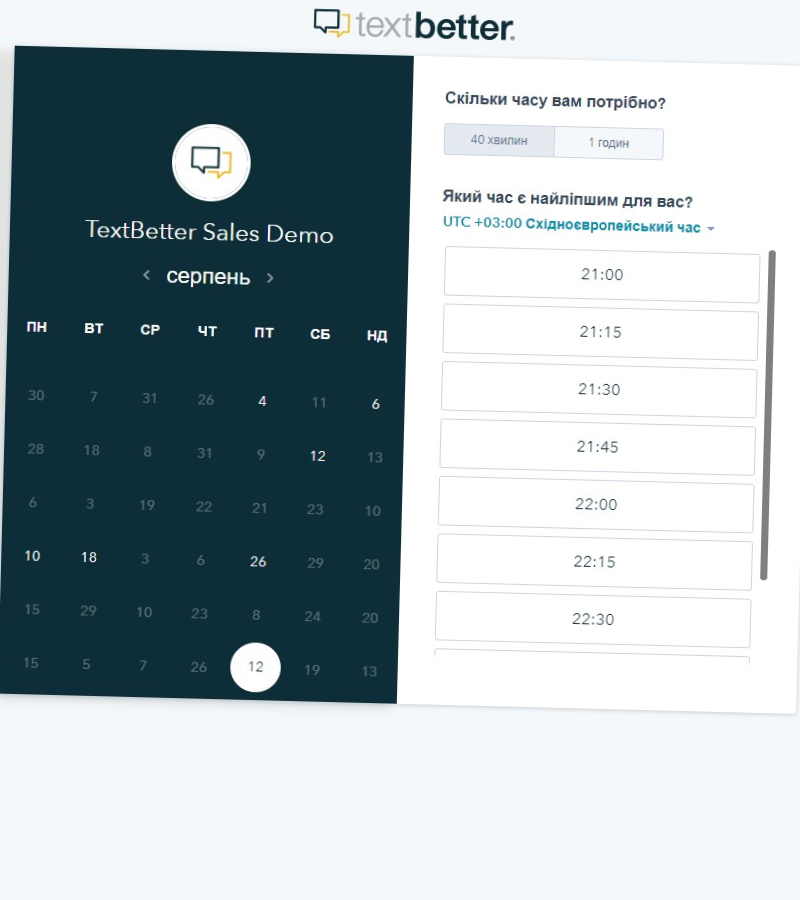 textbetter.
TextBetter Sales Demo
серпень
ПН ВТ СР ЧТ ПТ СБ НД
30 7 31 26 4 11 6
28 18 8 31 9 12 13
6 3 19 22 21 23 10
10 18 3 6 26 29 20
15 29 10 23 8 24 20
15 5 7 26 12 19 13
Скільки часу вам потрібно?
40 хвилин 1 годин
Який час є найліпшим для вас?
UTC +03:00 Східноєвропейський час
21:00
21:15
21:30
21:45
22:00
22:15
22:30